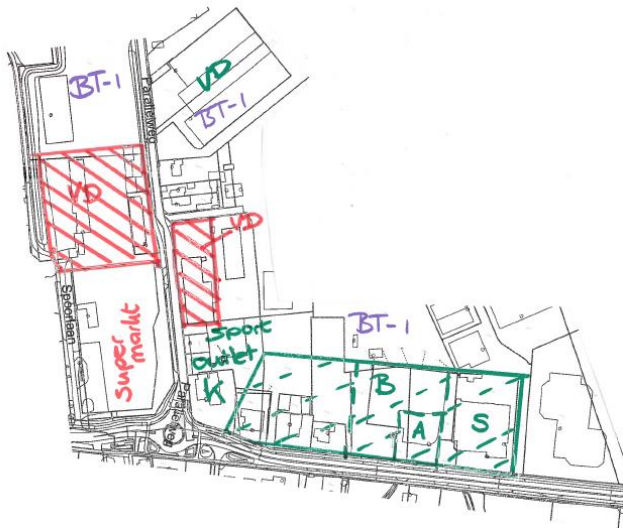 BT-1
VD
BT-1
Parallelweg
VD
VD
Spoorlaan
Super
markt
Sport
outlet
K
BT-1
B
A
S